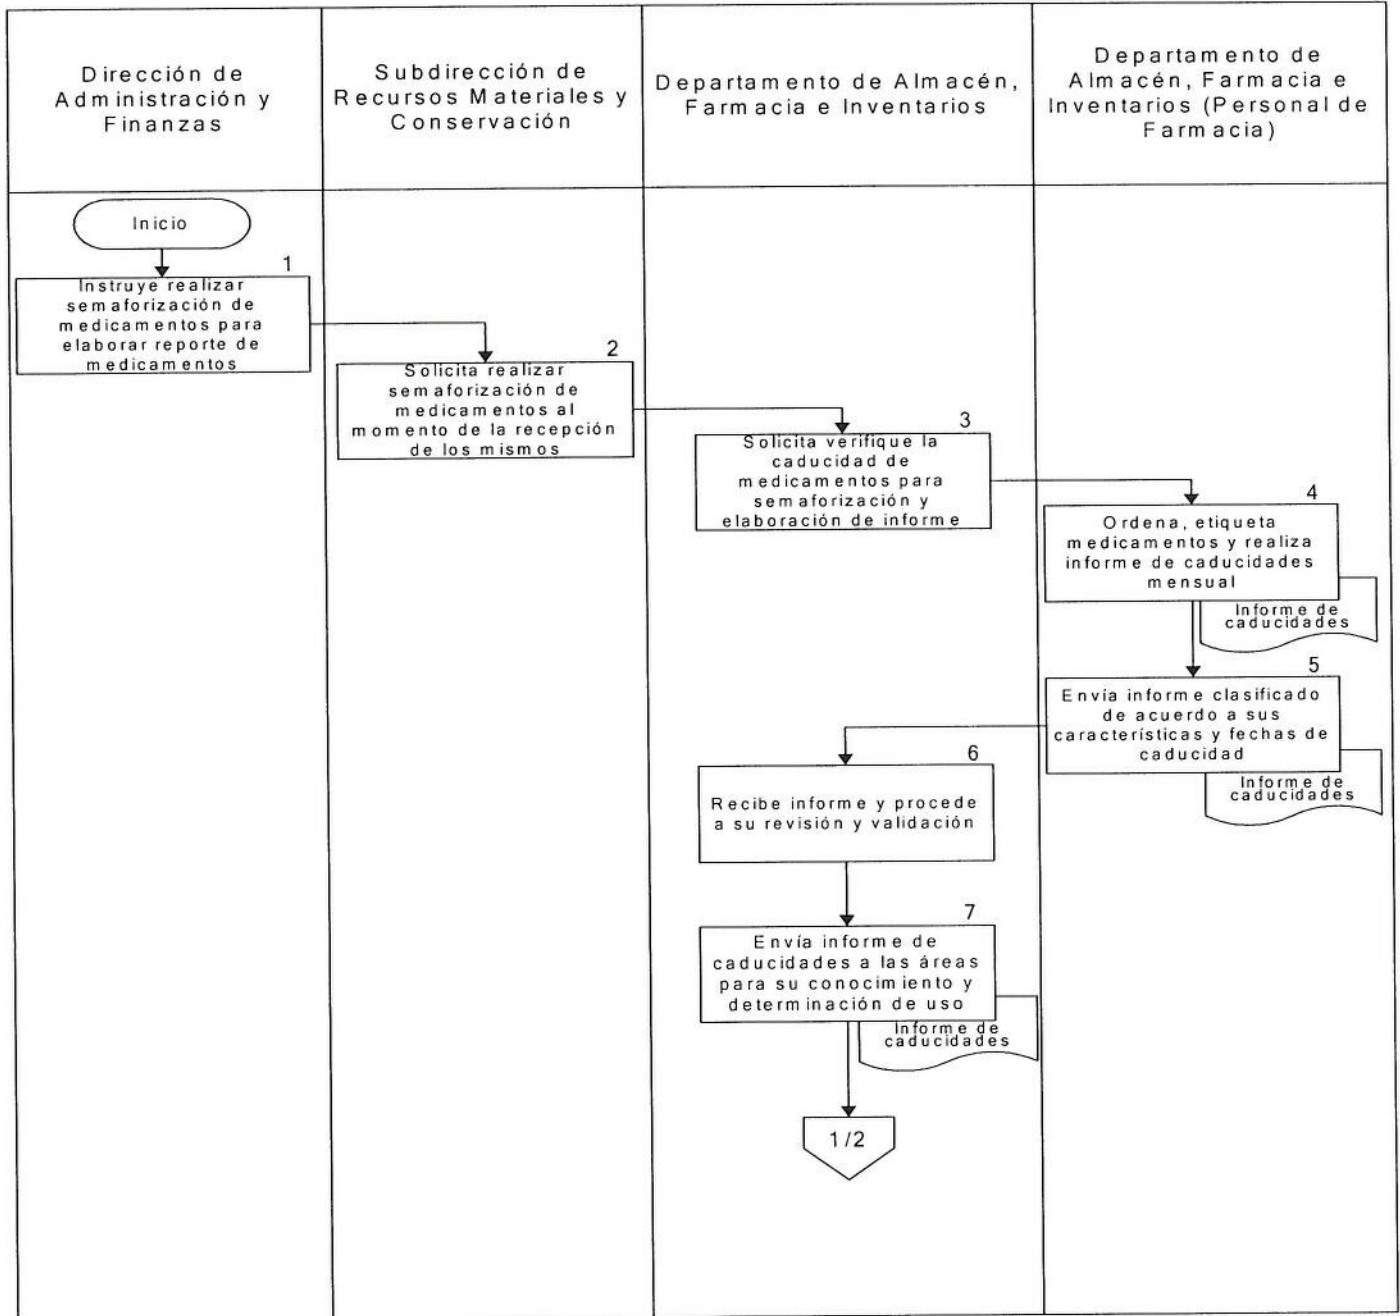 Dirección de
Administración y
Finanzas
Subdirección de
Recursos Materiales y
Conservación
Departamento de Almacén,
Farmacia e Inventarios
Departamento de
Almacén, Farmacia e
Inventarios (Personal de
Farmacia)
Inicio
1
Instruye realizar
semaforización de
medicamentos para
elaborar reporte de
medicamentos
2
Solicita realizar
semaforización de
medicamentos al
momento de la recepción
de los mismos
3
Solicita verifique la
caducidad de
medicamentos para
semaforización y
elaboración de informe
4
Ordena, etiqueta
medicamentos y realiza
informe de caducidades
mensual
Informe de
caducidades
5
Envía informe clasificado
de acuerdo a sus
características y fechas de
caducidad
Informe de
caducidades
6
Recibe informe y procede
a su revisión y validación
7
Envía informe de
caducidades a las áreas
para su conocimiento y
determinación de uso
Informe de
caducidades
1/2